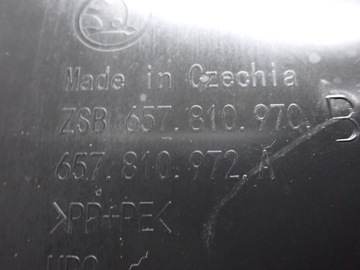 Made in Czechia
ZSB 657.810.970 B
657.810.972.A
>PP+PE<